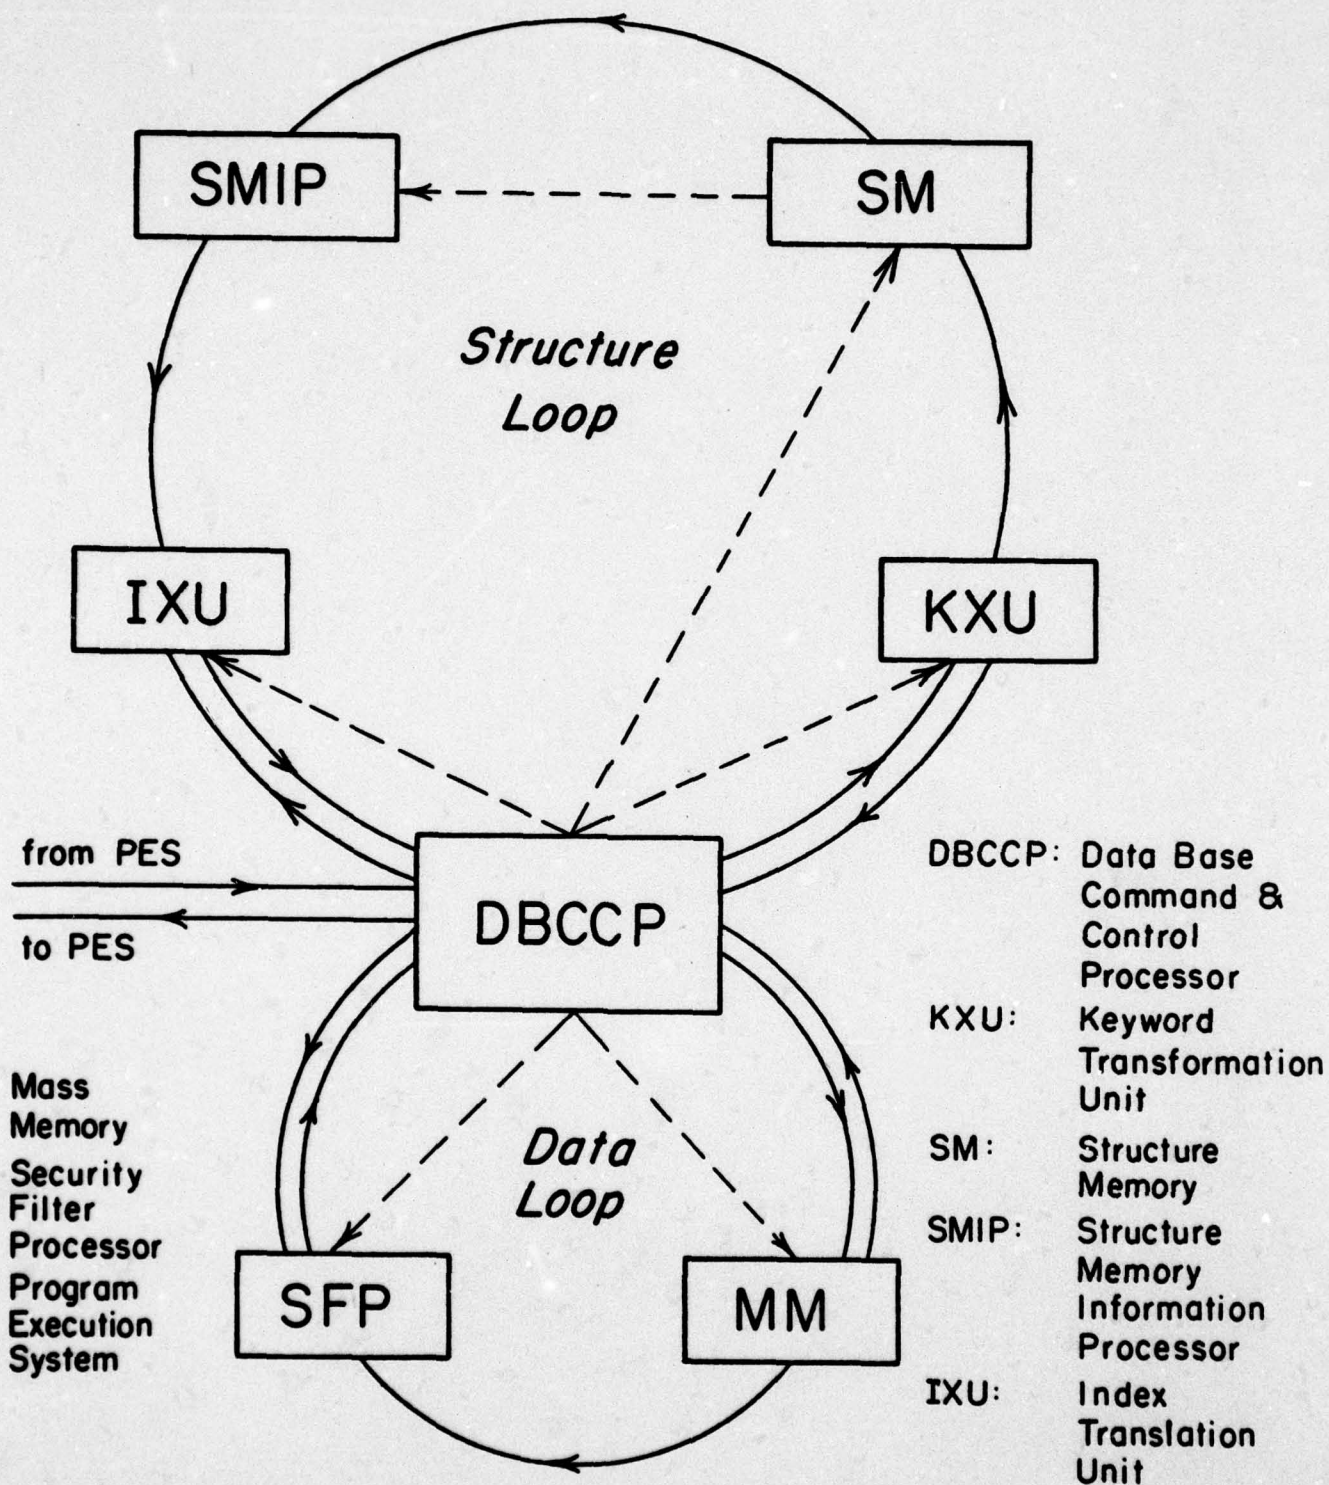 SMIP
SM
Structure
Loop
IXU
KXU
from PES
DBCCP
to PES
Data
Loop
SFP
MM
Mass
Memory
Security
Filter
Processor
Program
Execution
System
DBCCP: Data Base
Command &
Control
Processor
KXU: Keyword
Transformation
Unit
SM: Structure
Memory
SMIP: Structure
Memory
Information
Processor
IXU: Index
Translation
Unit